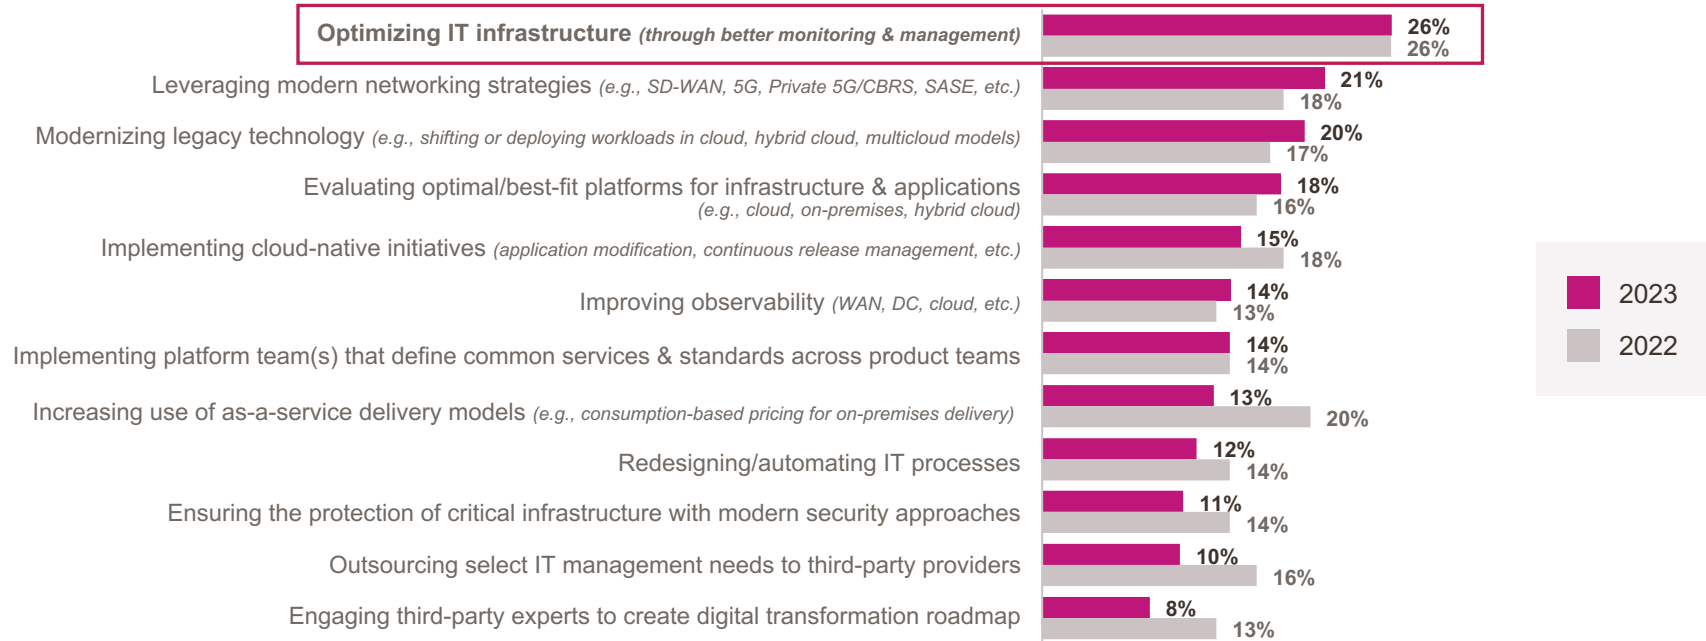 Optimizing IT infrastructure (through better monitoring & management)
26%
26%
Leveraging modern networking strategies (e.g., SD-WAN, 5G, Private 5G/CBRS, SASE, etc.)
21%
18%
Modernizing legacy technology (e.g., shifting or deploying workloads in cloud, hybrid cloud, multicloud models)
20%
17%
Evaluating optimal/best-fit platforms for infrastructure & applications
(e.g., cloud, on-premises, hybrid cloud)
18%
16%
Implementing cloud-native initiatives (application modification, continuous release management, etc.)
15%
18%
Improving observability (WAN, DC, cloud, etc.)
14%
13%
Implementing platform team(s) that define common services & standards across product teams
14%
14%
Increasing use of as-a-service delivery models (e.g., consumption-based pricing for on-premises delivery)
13%
20%
Redesigning/automating IT processes
12%
14%
Ensuring the protection of critical infrastructure with modern security approaches
11%
14%
Outsourcing select IT management needs to third-party providers
10%
16%
Engaging third-party experts to create digital transformation roadmap
8%
13%
2023
2022